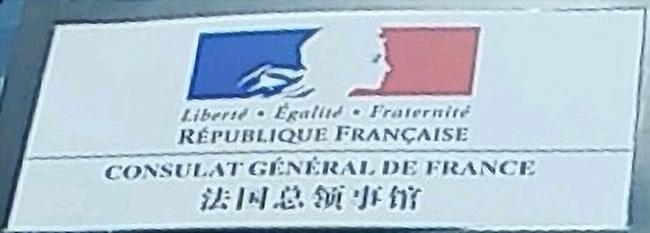 Liberté • Égalité • Fraternité
RÉPUBLIQUE FRANÇAISE
CONSULAT GÉNÉRAL DE FRANCE
法国总领事馆